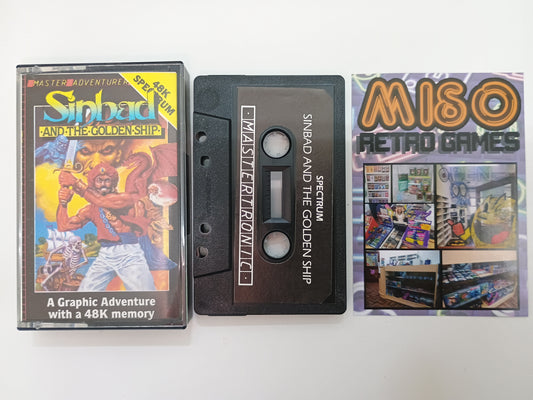 MASTER ADVENTURER
48K
SPECTRUM
Sinbad
·AND·THE·GOLDEN·SHIP·
A Graphic Adventure
with a 48K memory
SPECTRUM
SINBAD AND THE GOLDEN SHIP
·M·A·S·T·E·R·T·R·O·N·I·C·
MISO
RETRO GAMES